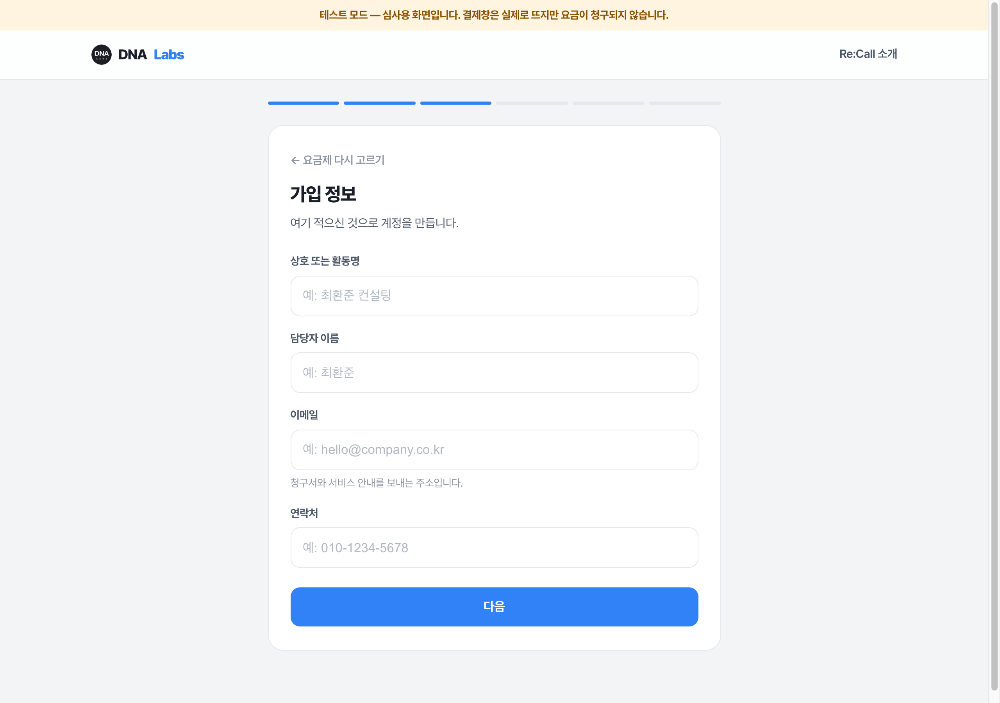 테스트 모드 — 심사용 화면입니다. 결제창은 실제로 뜨지만 요금이 청구되지 않습니다.
DNA
LABS
DNA Labs
Re:Call 소개
← 요금제 다시 고르기
가입 정보
여기 적으신 것으로 계정을 만듭니다.
상호 또는 활동명
예: 최환준 컨설팅
담당자 이름
예: 최환준
이메일
예: hello@company.co.kr
청구서와 서비스 안내를 보내는 주소입니다.
연락처
예: 010-1234-5678
다음